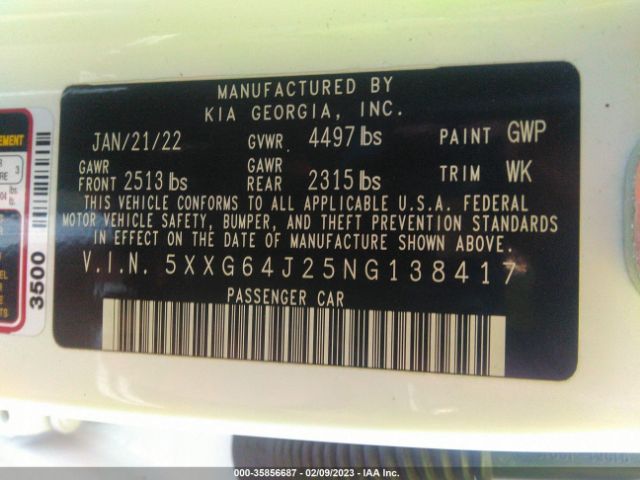 MANUFACTURED BY
KIA GEORGIA, INC.
JAN/21/22 GVWR 4497 lbs PAINT GWP
GAWR FRONT 2513 lbs GAWR REAR 2315 lbs TRIM WK
THIS VEHICLE CONFORMS TO ALL APPLICABLE U.S.A. FEDERAL
MOTOR VEHICLE SAFETY, BUMPER, AND THEFT PREVENTION STANDARDS
IN EFFECT ON THE DATE OF MANUFACTURE SHOWN ABOVE.
V.I.N. 5XXG64J25NG138417
PASSENGER CAR
3500
000-35856687 - 02/09/2023 - IAA Inc.